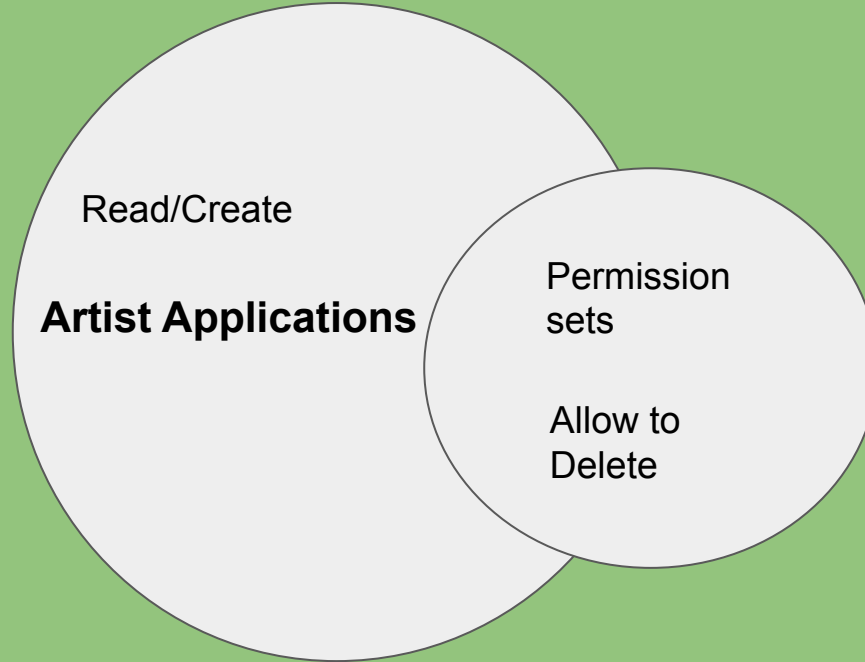 Read/Create
Artist Applications
Permission
sets
Allow to
Delete